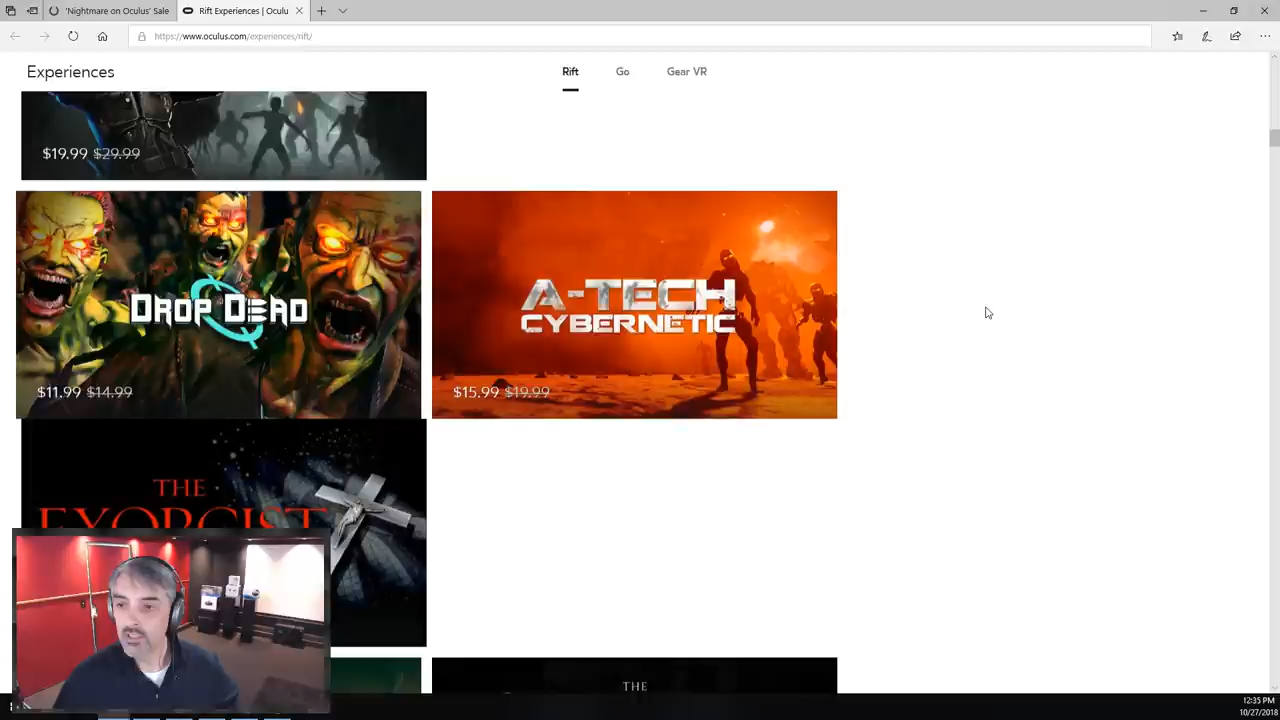 'Nightmare on Oculus' Sale
Rift Experiences | Oculu
https://www.oculus.com/experiences/rift/
Experiences
Rift
Go
Gear VR
$19.99 $29.99
DROP DEAD
$11.99 $14.99
A-TECH
CYBERNETIC
$15.99 $19.99
THE
EXORCIST
THE
12:35 PM
10/27/2018